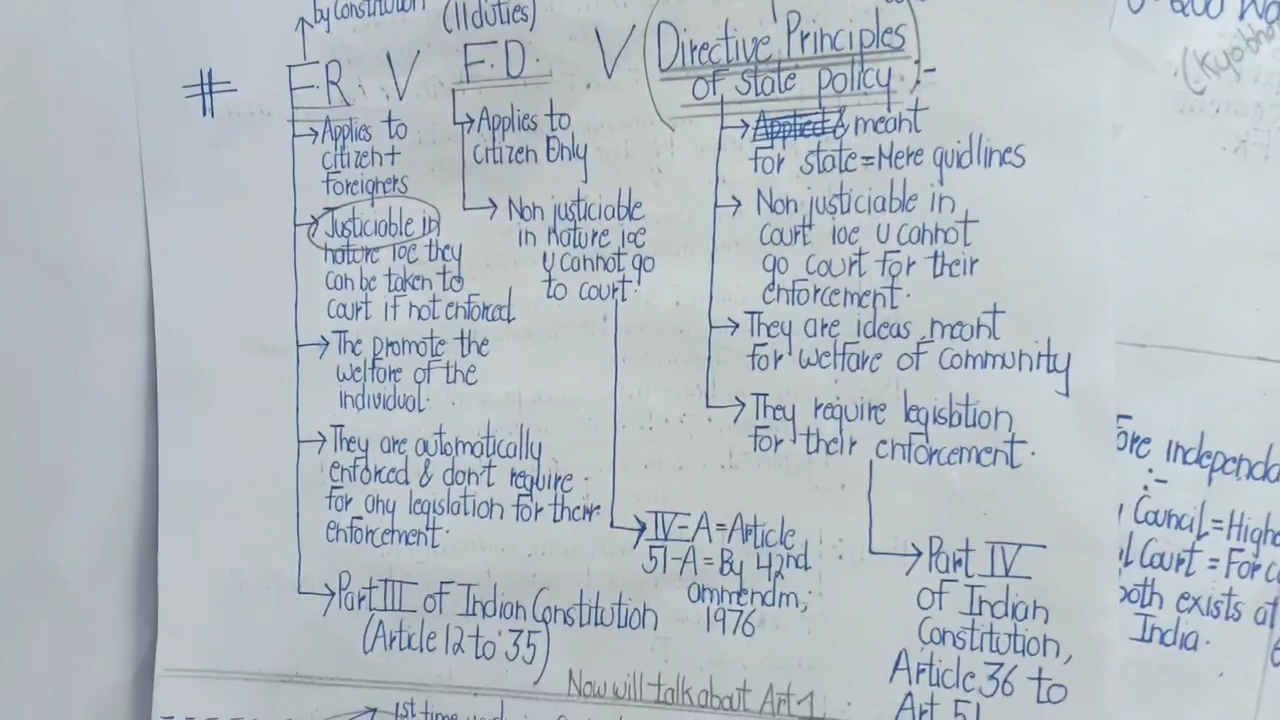 by Constitution
(11 duties)
# F.R V F.D. V Directive Principles
of state policy :-
→ Applies to
citizen +
foreighers
→ Justiciable in
nature ioe they
can be taken to
court if not enforced
→ The promote the
welfare of the
individual.
→ They are automatically
enforced & don't require
for any legislation for their
enforcement.
→ Part III of Indian Constitution
(Article 12 to 35)
→ Applies to
citizen Only
→ Non justiciable
in nature ioe
u cannot go
to court!
→ IV-A = Article
51-A = By 42nd
ammendm,
1976
→ Applied & meant
for state = Mere guidlines
→ Non justiciable in
court ioe u cannot
go court for their
enforcement.
→ They are ideas meant
for welfare of community
→ They require legislation
for their enforcement.
→ Part IV
of Indian
Constitution,
Article 36 to
Art 51
Now will talk about Art 1
1st time
ore independ
:-
Council = High
l Court = For
both exists at
India.